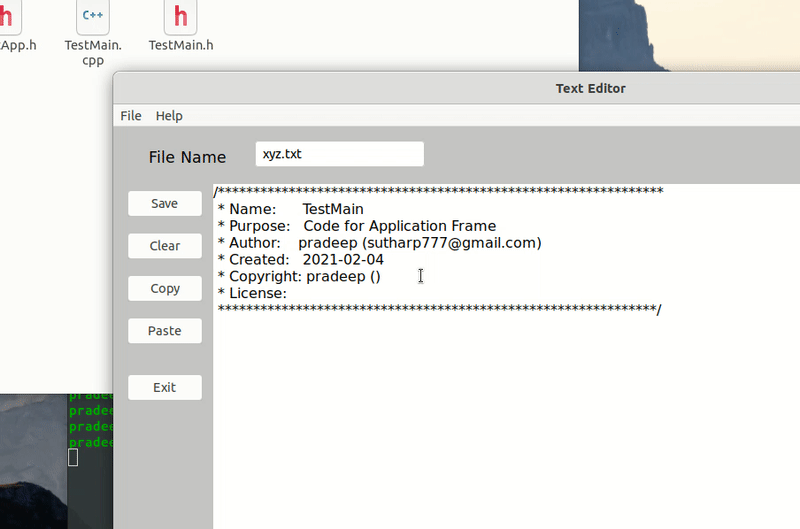 h
C++
h
App.h
TestMain.
cpp
TestMain.h
Text Editor
File Help
File Name
xyz.txt
Save
Clear
Copy
Paste
Exit
/***************************************************************
* Name: TestMain
* Purpose: Code for Application Frame
* Author: pradeep (sutharp777@gmail.com)
* Created: 2021-02-04
* Copyright: pradeep ()
* License:
**************************************************************/
pradee
pradee
pradee
pradee